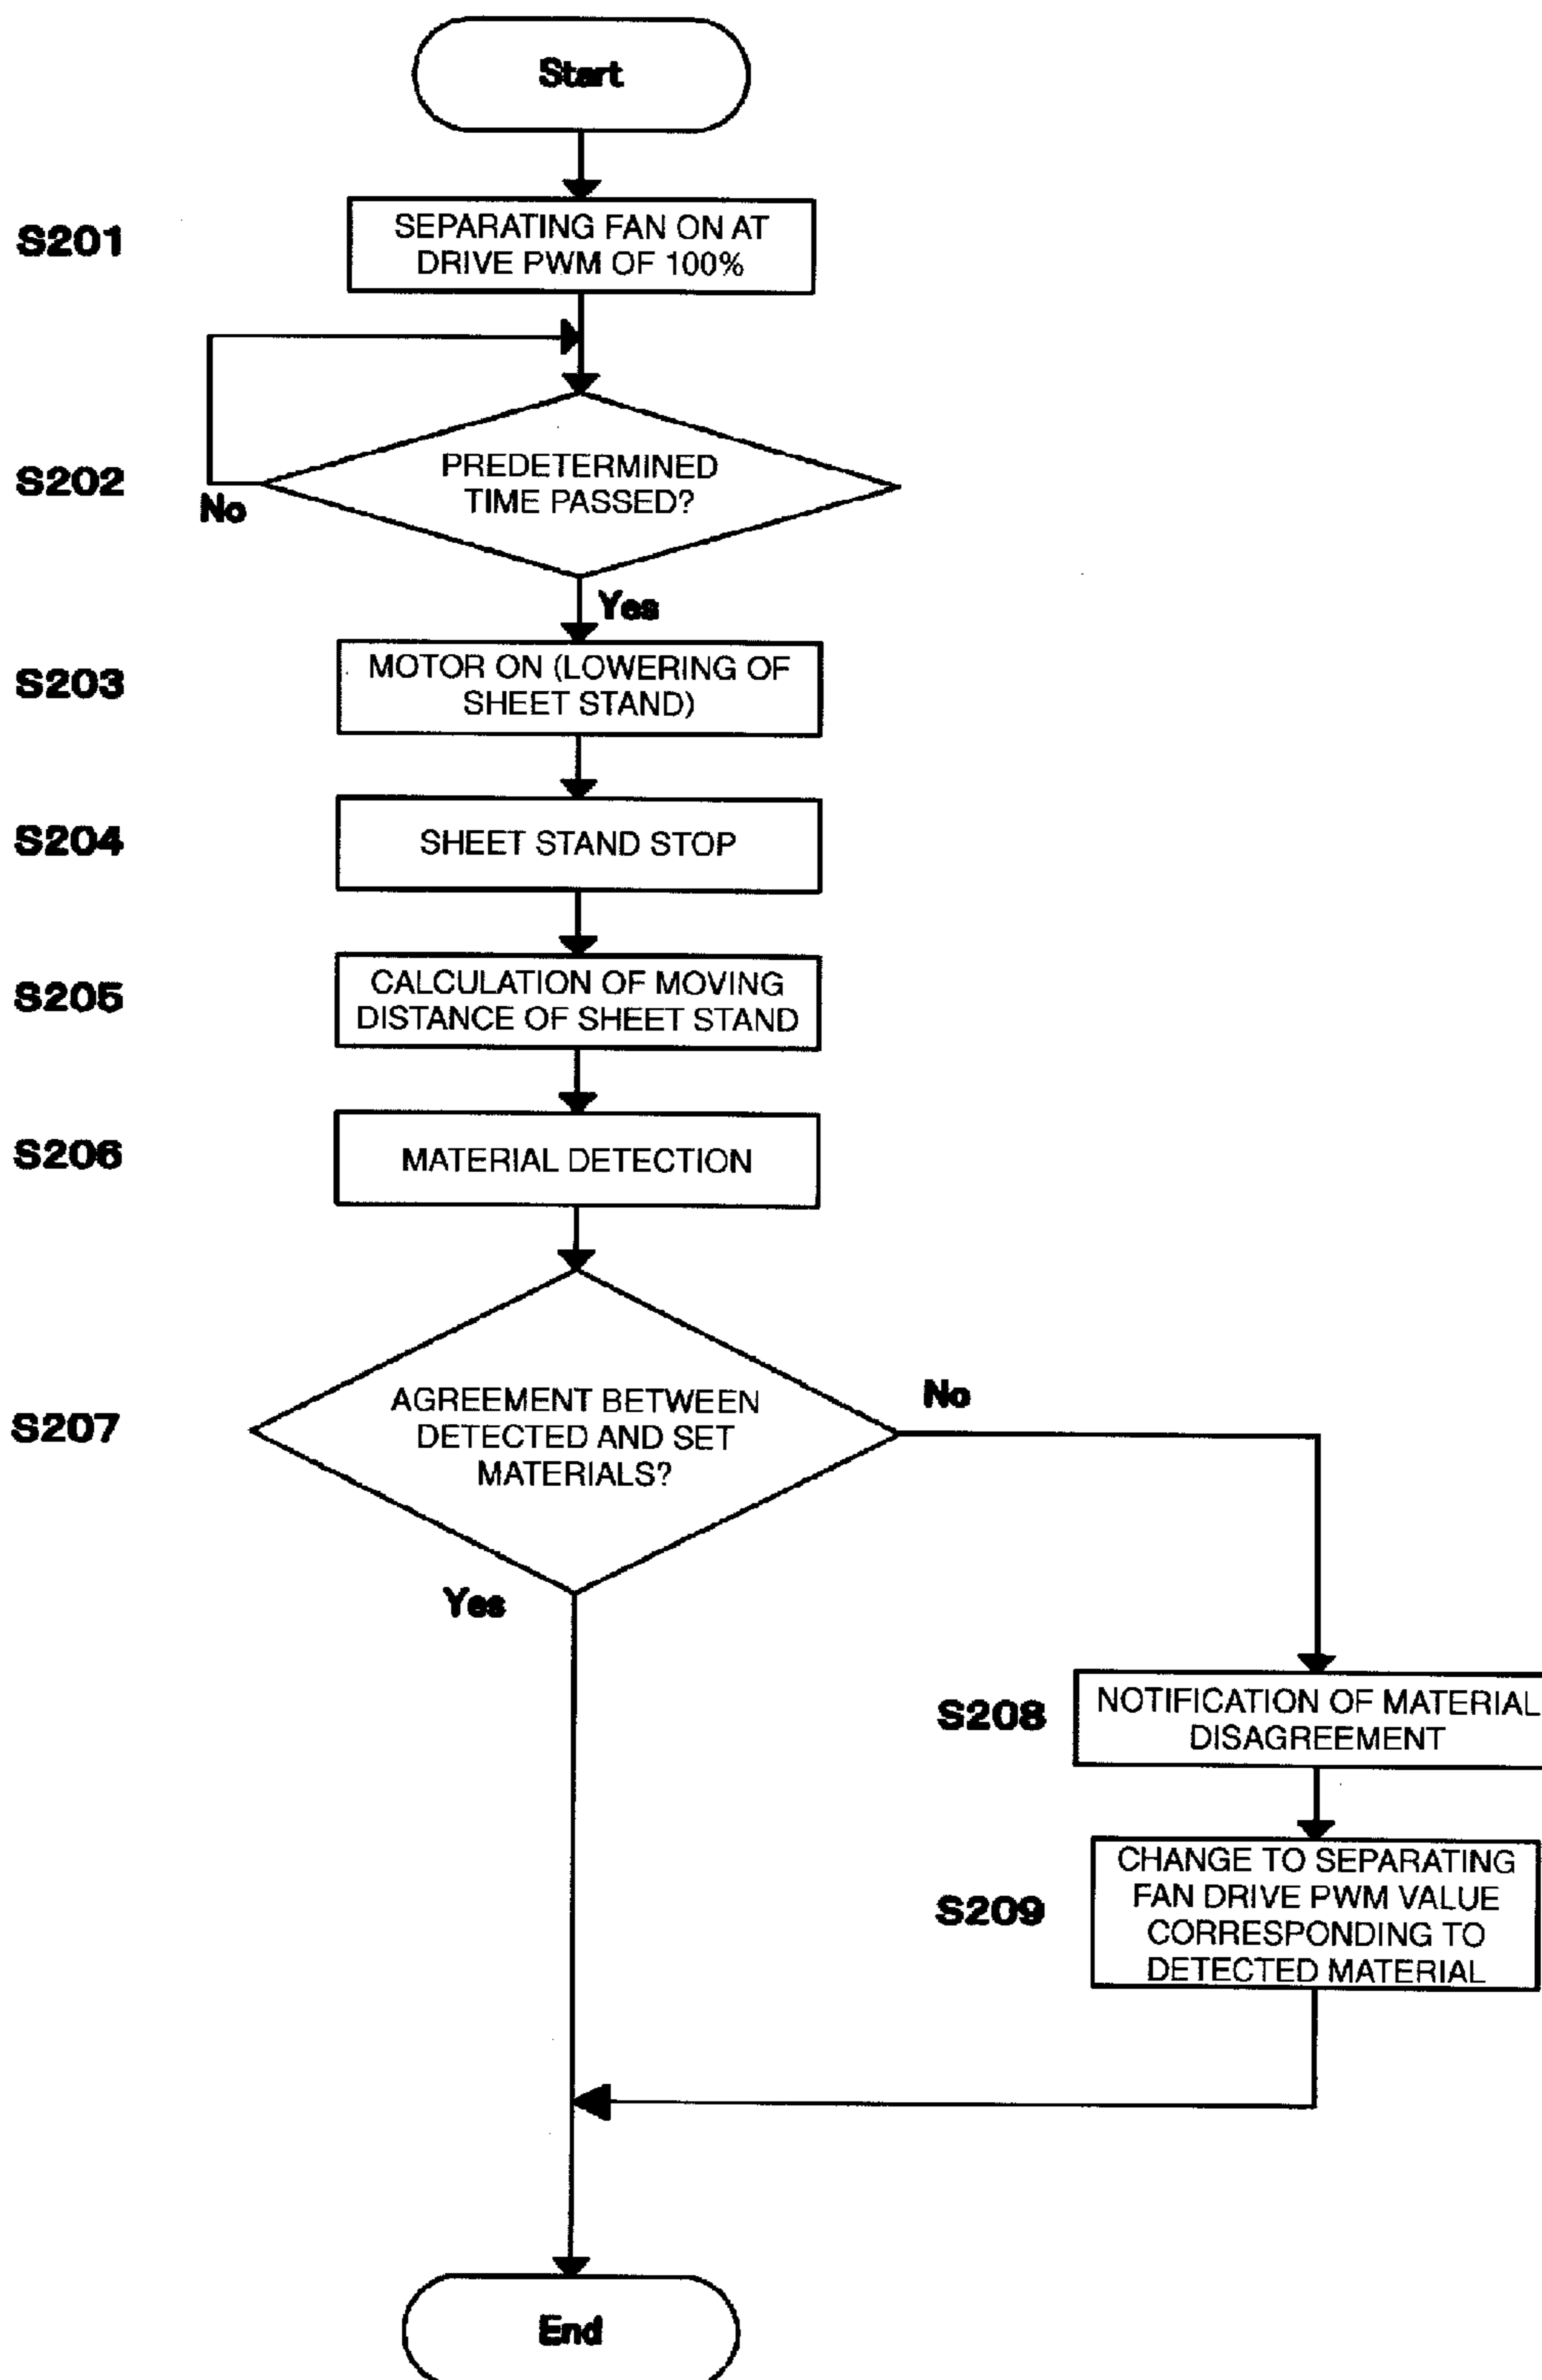 Start
S201
SEPARATING FAN ON AT
DRIVE PWM OF 100%
S202
PREDETERMINED
TIME PASSED?
No
Yes
S203
MOTOR ON (LOWERING OF
SHEET STAND)
S204
SHEET STAND STOP
S205
CALCULATION OF MOVING
DISTANCE OF SHEET STAND
S206
MATERIAL DETECTION
S207
AGREEMENT BETWEEN
DETECTED AND SET
MATERIALS?
No
Yes
S208
NOTIFICATION OF MATERIAL
DISAGREEMENT
S209
CHANGE TO SEPARATING
FAN DRIVE PWM VALUE
CORRESPONDING TO
DETECTED MATERIAL
End